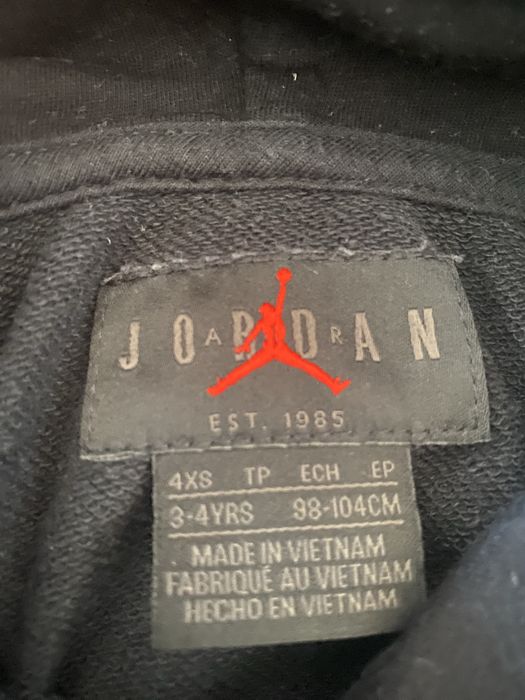 JORDAN
AIR
EST. 1985
4XS TP ECH EP
3-4YRS 98-104CM
MADE IN VIETNAM
FABRIQUÉ AU VIETNAM
HECHO EN VIETNAM